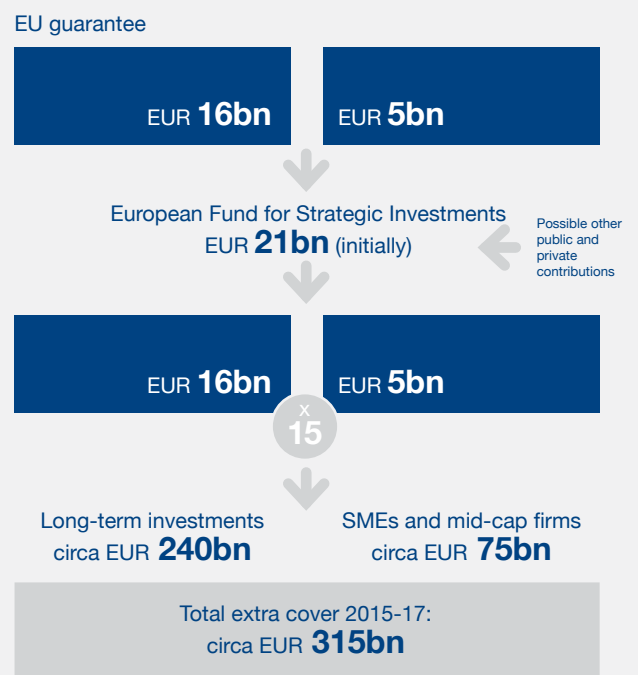 EU guarantee
EUR 16bn
EUR 5bn
European Fund for Strategic Investments
EUR 21bn (initially)
Possible other
public and
private
contributions
EUR 16bn
EUR 5bn
x
15
Long-term investments
circa EUR 240bn
SMEs and mid-cap firms
circa EUR 75bn
Total extra cover 2015-17:
circa EUR 315bn